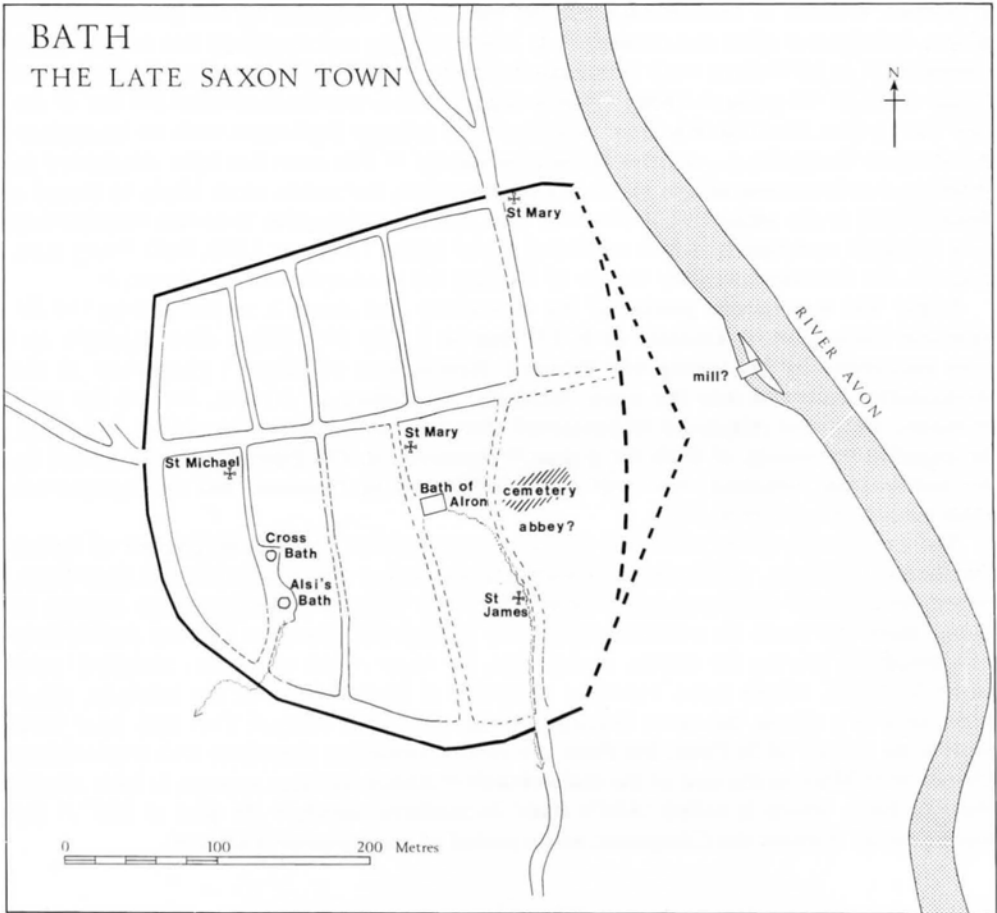 BATH
THE LATE SAXON TOWN
N
St Mary
RIVER AVON
mill?
St Mary
St Michael
Bath of
Alron
cemetery
abbey?
Cross
Bath
Alsi's
Bath
St
James
0 100 200 Metres